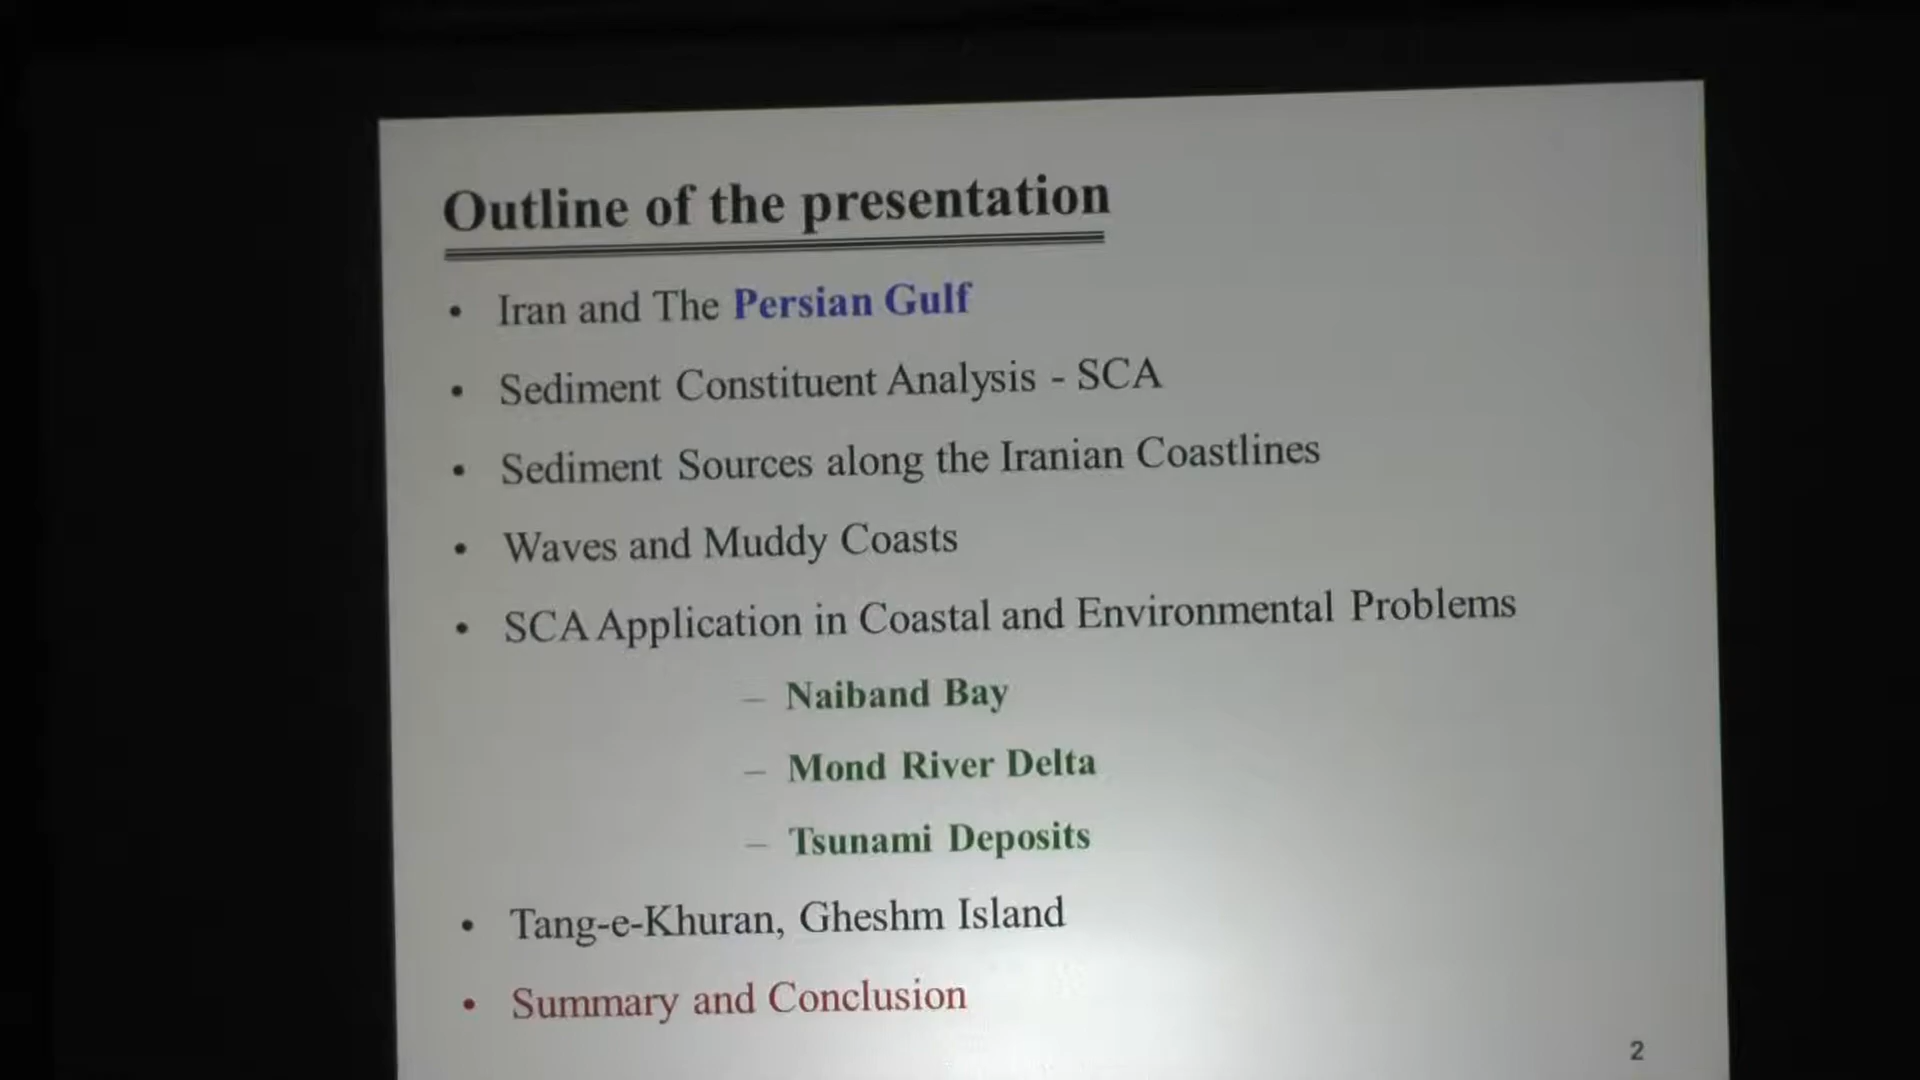 Outline of the presentation
• Iran and The Persian Gulf
• Sediment Constituent Analysis - SCA
• Sediment Sources along the Iranian Coastlines
• Waves and Muddy Coasts
• SCA Application in Coastal and Environmental Problems
– Naiband Bay
– Mond River Delta
– Tsunami Deposits
• Tang-e-Khuran, Gheshm Island
• Summary and Conclusion
2